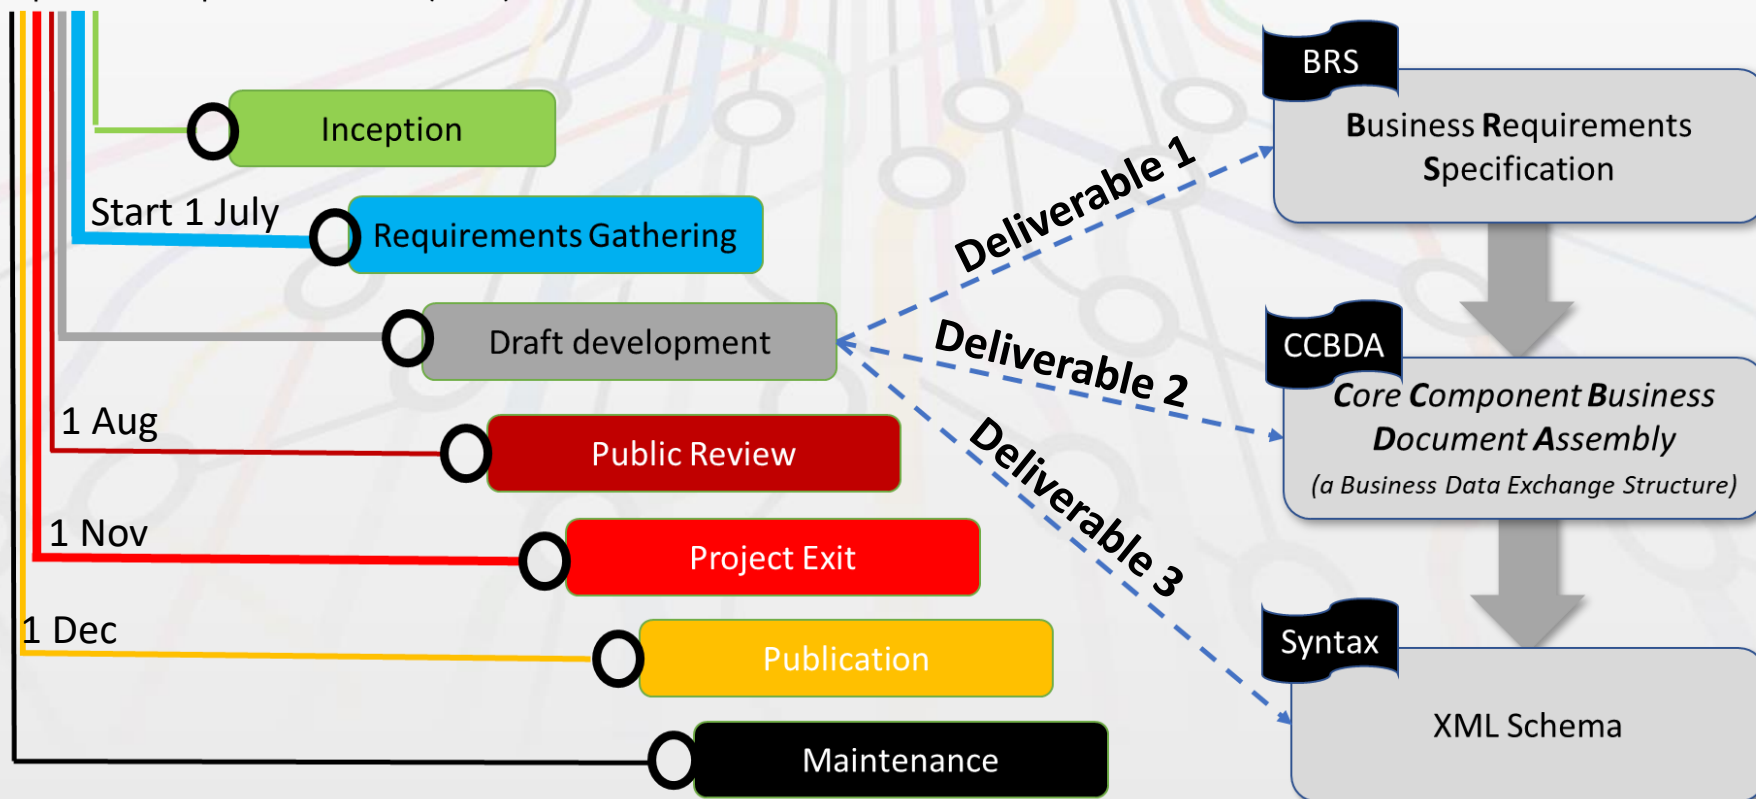 Inception
Start 1 July
Requirements Gathering
Draft development
1 Aug
Public Review
1 Nov
Project Exit
1 Dec
Publication
Maintenance
Deliverable 1
Deliverable 2
Deliverable 3
BRS
Business Requirements
Specification
CCBDA
Core Component Business
Document Assembly
(a Business Data Exchange Structure)
Syntax
XML Schema